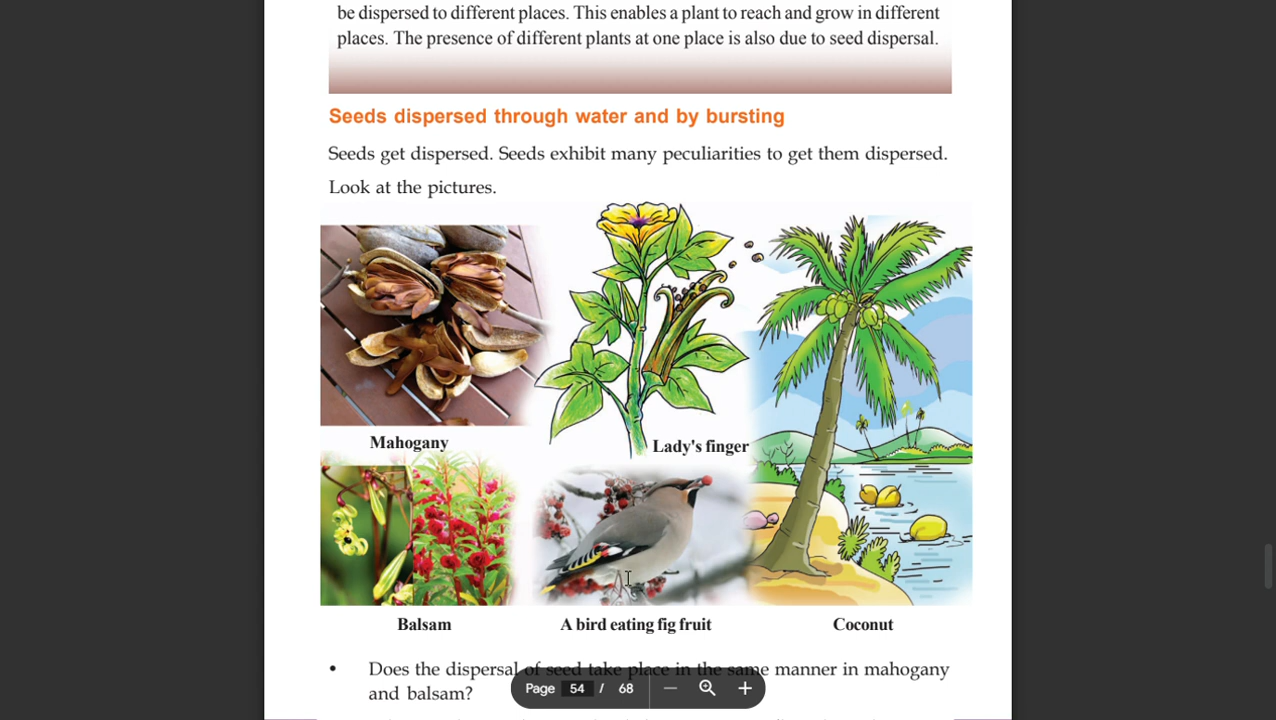 be dispersed to different places. This enables a plant to reach and grow in different
places. The presence of different plants at one place is also due to seed dispersal.
Seeds dispersed through water and by bursting
Seeds get dispersed. Seeds exhibit many peculiarities to get them dispersed.
Look at the pictures.
Mahogany
Lady's finger
Balsam
A bird eating fig fruit
Coconut
• Does the dispersal of seed take place in the same manner in mahogany
and balsam?
Page 54 / 68